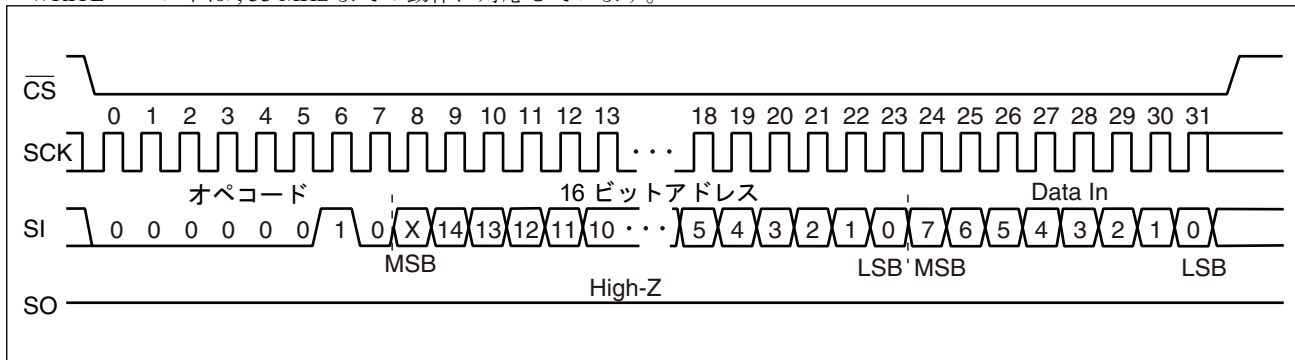 CS
0 1 2 3 4 5 6 7 8 9 10 11 12 13 18 19 20 21 22 23 24 25 26 27 28 29 30 31
SCK
オペコード 16 ビットアドレス Data In
SI 0 0 0 0 0 0 1 0 X 14 13 12 11 10 ··· 5 4 3 2 1 0 7 6 5 4 3 2 1 0
MSB LSB MSB LSB
High-Z
SO